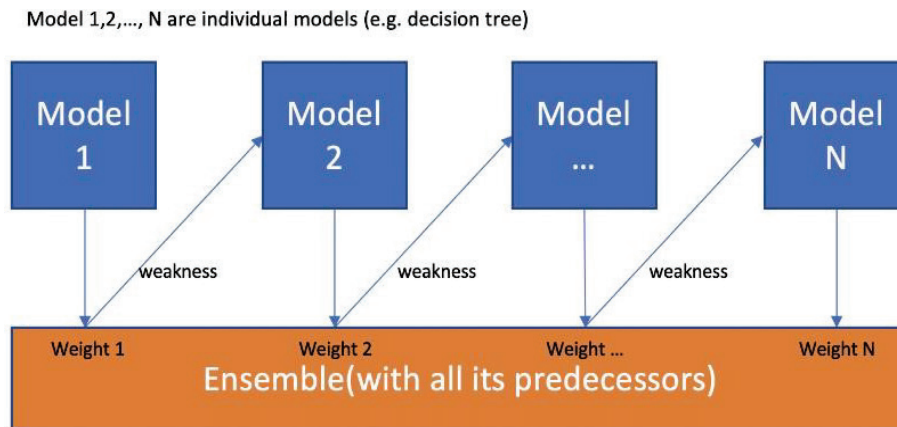 Model 1,2,..., N are individual models (e.g. decision tree)
Model
1
Model
2
Model
...
Model
N
weakness
weakness
weakness
Weight 1
Weight 2
Weight ...
Weight N
Ensemble(with all its predecessors)